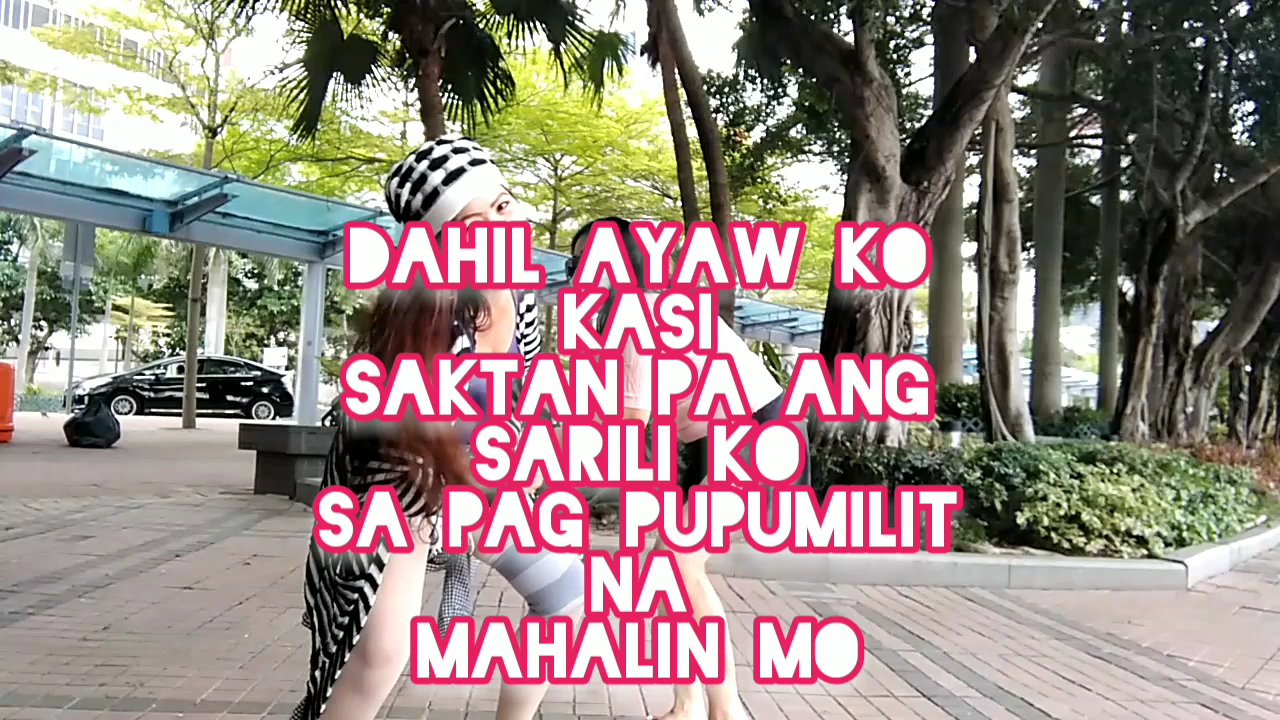 DAHIL AYAW KO
KASI
SAKTAN PA ANG
SARILI KO
SA PAG PUPUMILIT
NA
MAHALIN MO